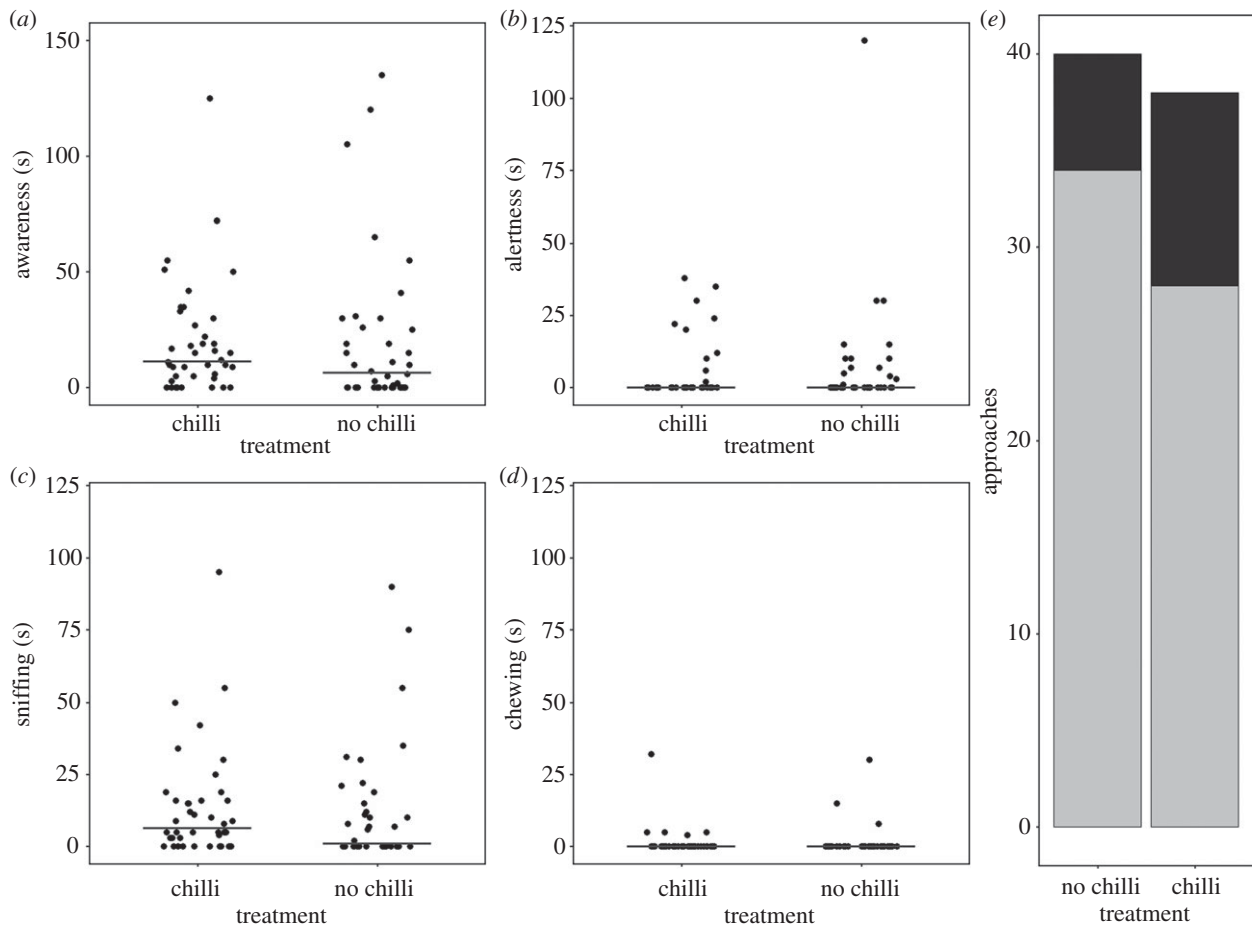 (a)
awareness (s)
150
100
50
0
chilli
no chilli
treatment
(b)
alertness (s)
125
100
75
50
25
0
chilli
no chilli
treatment
(c)
sniffing (s)
125
100
75
50
25
0
chilli
no chilli
treatment
(d)
chewing (s)
125
100
75
50
25
0
chilli
no chilli
treatment
(e)
approaches
40
30
20
10
0
no chilli
chilli
treatment